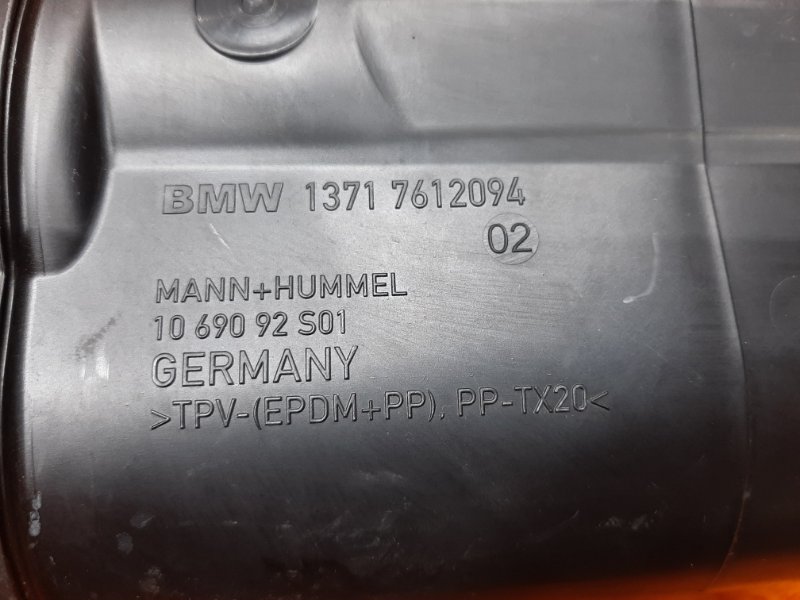 BMW 1371 7612094
02
MANN+HUMMEL
10 690 92 S01
GERMANY
>TPV-(EPDM+PP), PP-TX20<